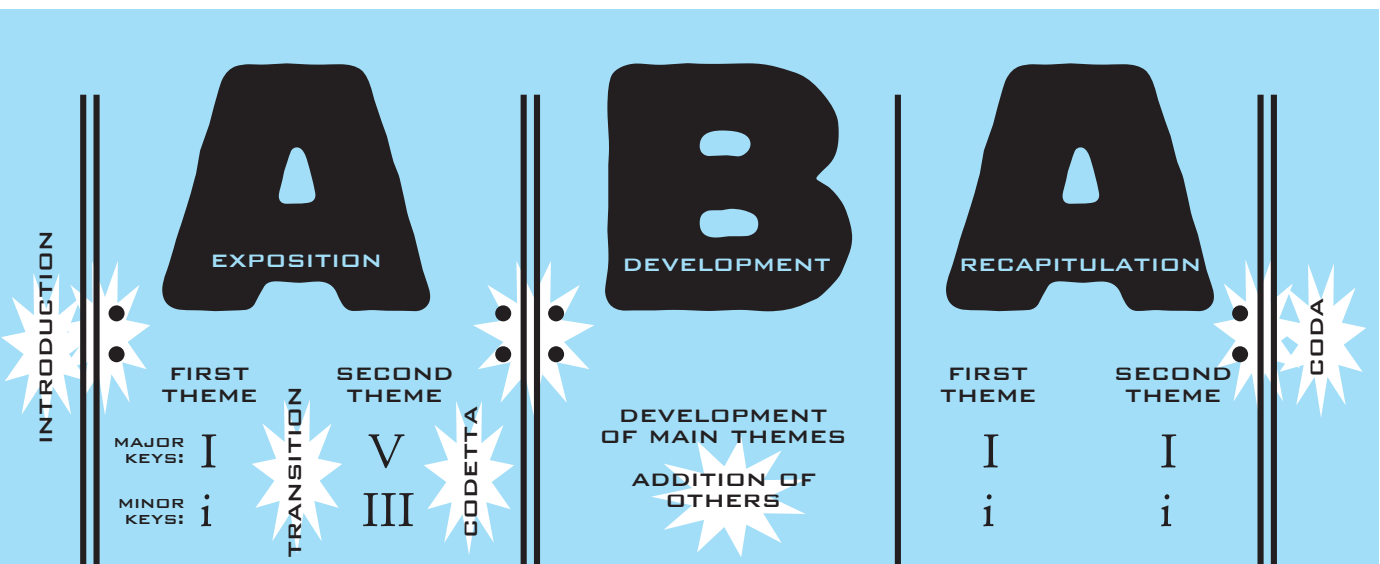 INTRODUCTION
A
EXPOSITION
FIRST
THEME
SECOND
THEME
MAJOR
KEYS:
I
V
MINOR
KEYS:
i
III
TRANSITION
CODETTA
B
DEVELOPMENT
DEVELOPMENT
OF MAIN THEMES
ADDITION OF
OTHERS
A
RECAPITULATION
FIRST
THEME
SECOND
THEME
I
I
i
i
CODA